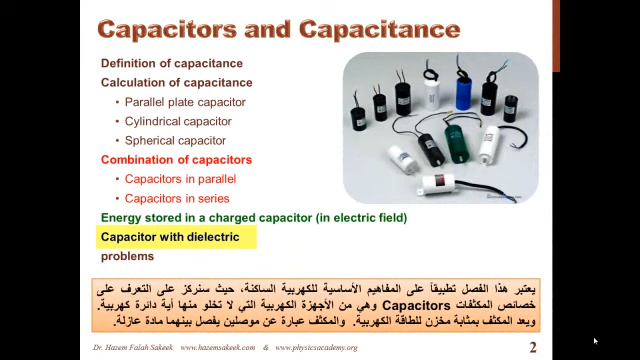 Capacitors and Capacitance
Definition of capacitance
Calculation of capacitance
• Parallel plate capacitor
• Cylindrical capacitor
• Spherical capacitor
Combination of capacitors
• Capacitors in parallel
• Capacitors in series
Energy stored in a charged capacitor (in electric field)
Capacitor with dielectric
problems
يعتبر هذا الفصل تطبيقاً على المفاهيم الأساسية للكهربية الساكنة، حيث سنركز على التعرف على
خصائص المكثفات Capacitors وهي من الأجهزة الكهربية التي لا تخلو منها أية دائرة كهربية.
ويعد المكثف بمثابة مخزن للطاقة الكهربية. والمكثف عبارة عن موصلين يفصل بينهما مادة عازلة.
Dr. Hazem Falah Sakeek www.hazemsakeek.com & www.physicsacademy.org
2